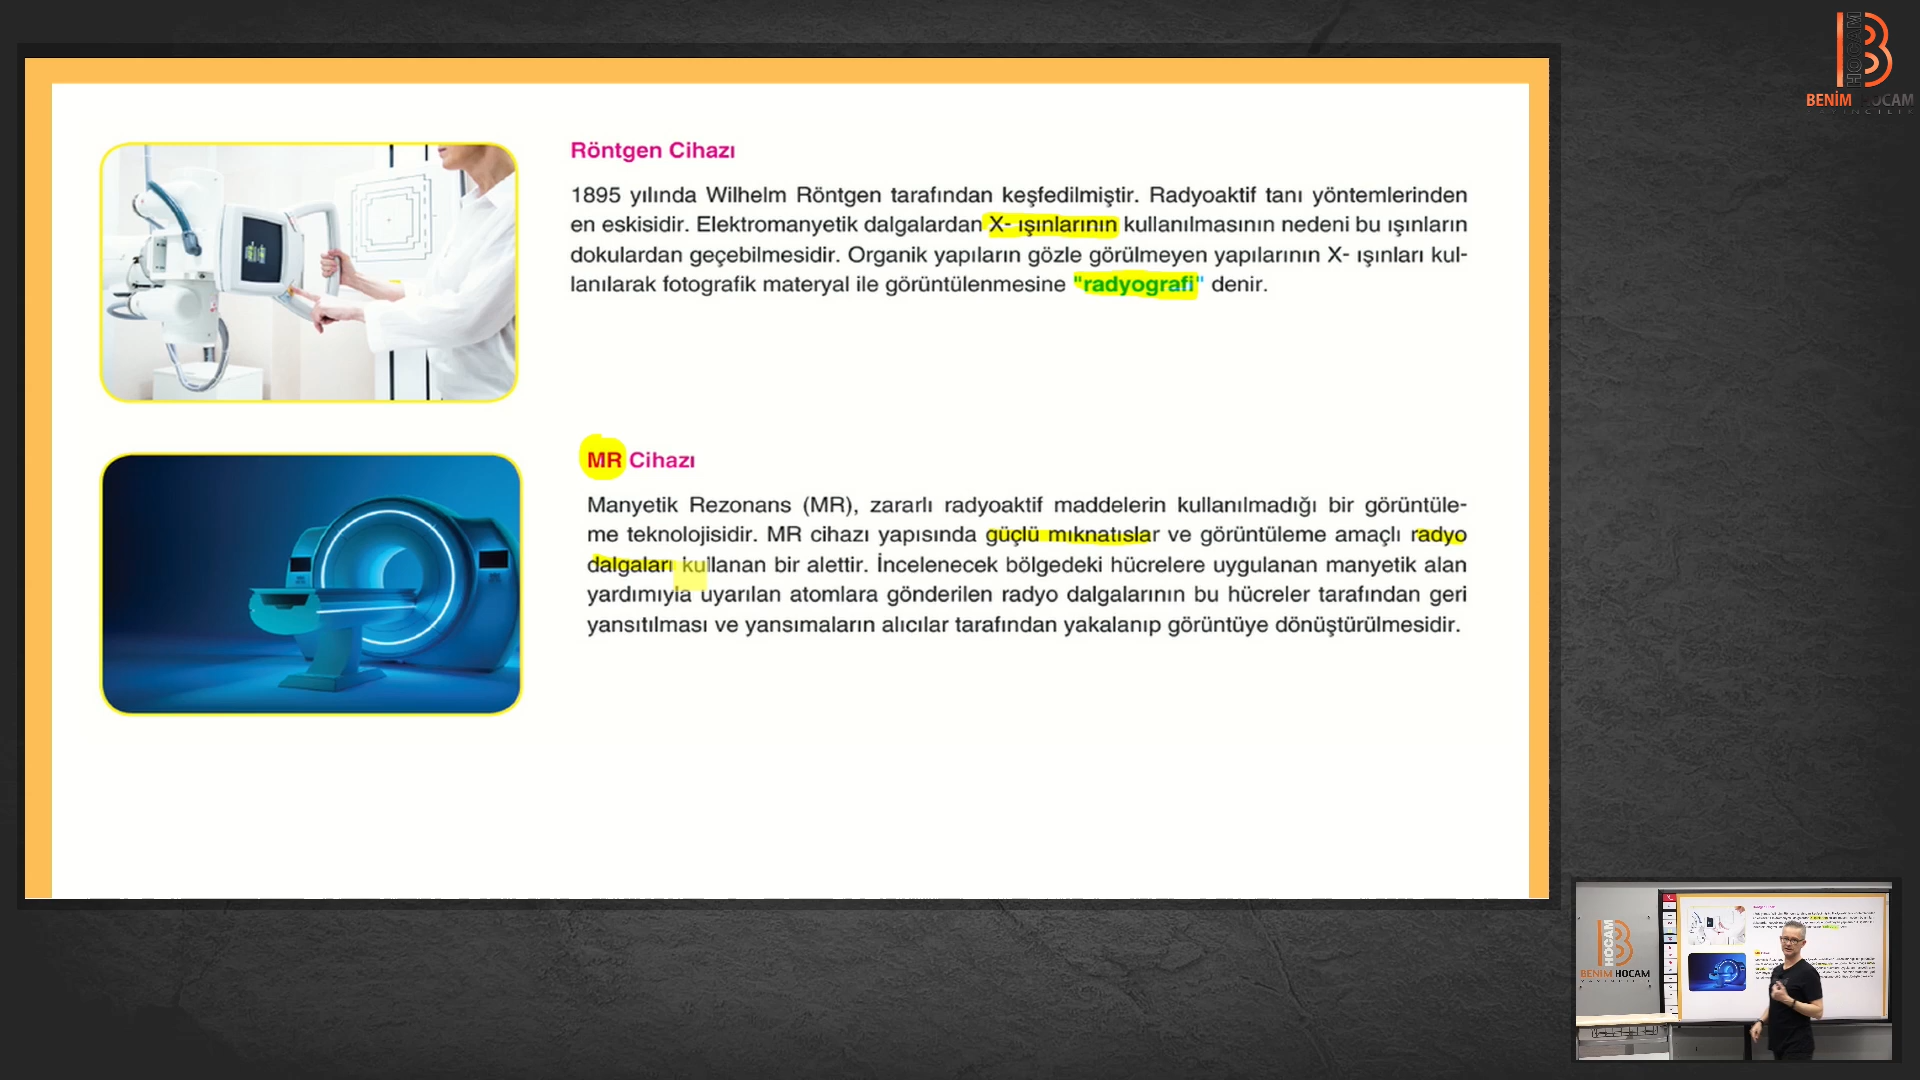 BENİM HOCAM
YAYINCILIK
Röntgen Cihazı
1895 yılında Wilhelm Röntgen tarafından keşfedilmiştir. Radyoaktif tanı yöntemlerinden
en eskisidir. Elektromanyetik dalgalardan X- ışınlarının kullanılmasının nedeni bu ışınların
dokulardan geçebilmesidir. Organik yapıların gözle görülmeyen yapılarının X- ışınları kul-
lanılarak fotografik materyal ile görüntülenmesine "radyografi" denir.
MR Cihazı
Manyetik Rezonans (MR), zararlı radyoaktif maddelerin kullanılmadığı bir görüntüle-
me teknolojisidir. MR cihazı yapısında güçlü mıknatıslar ve görüntüleme amaçlı radyo
dalgaları kullanan bir alettir. İncelenecek bölgedeki hücrelere uygulanan manyetik alan
yardımıyla uyarılan atomlara gönderilen radyo dalgalarının bu hücreler tarafından geri
yansıtılması ve yansımaların alıcılar tarafından yakalanıp görüntüye dönüştürülmesidir.
HOCAM
BENİM HOCAM